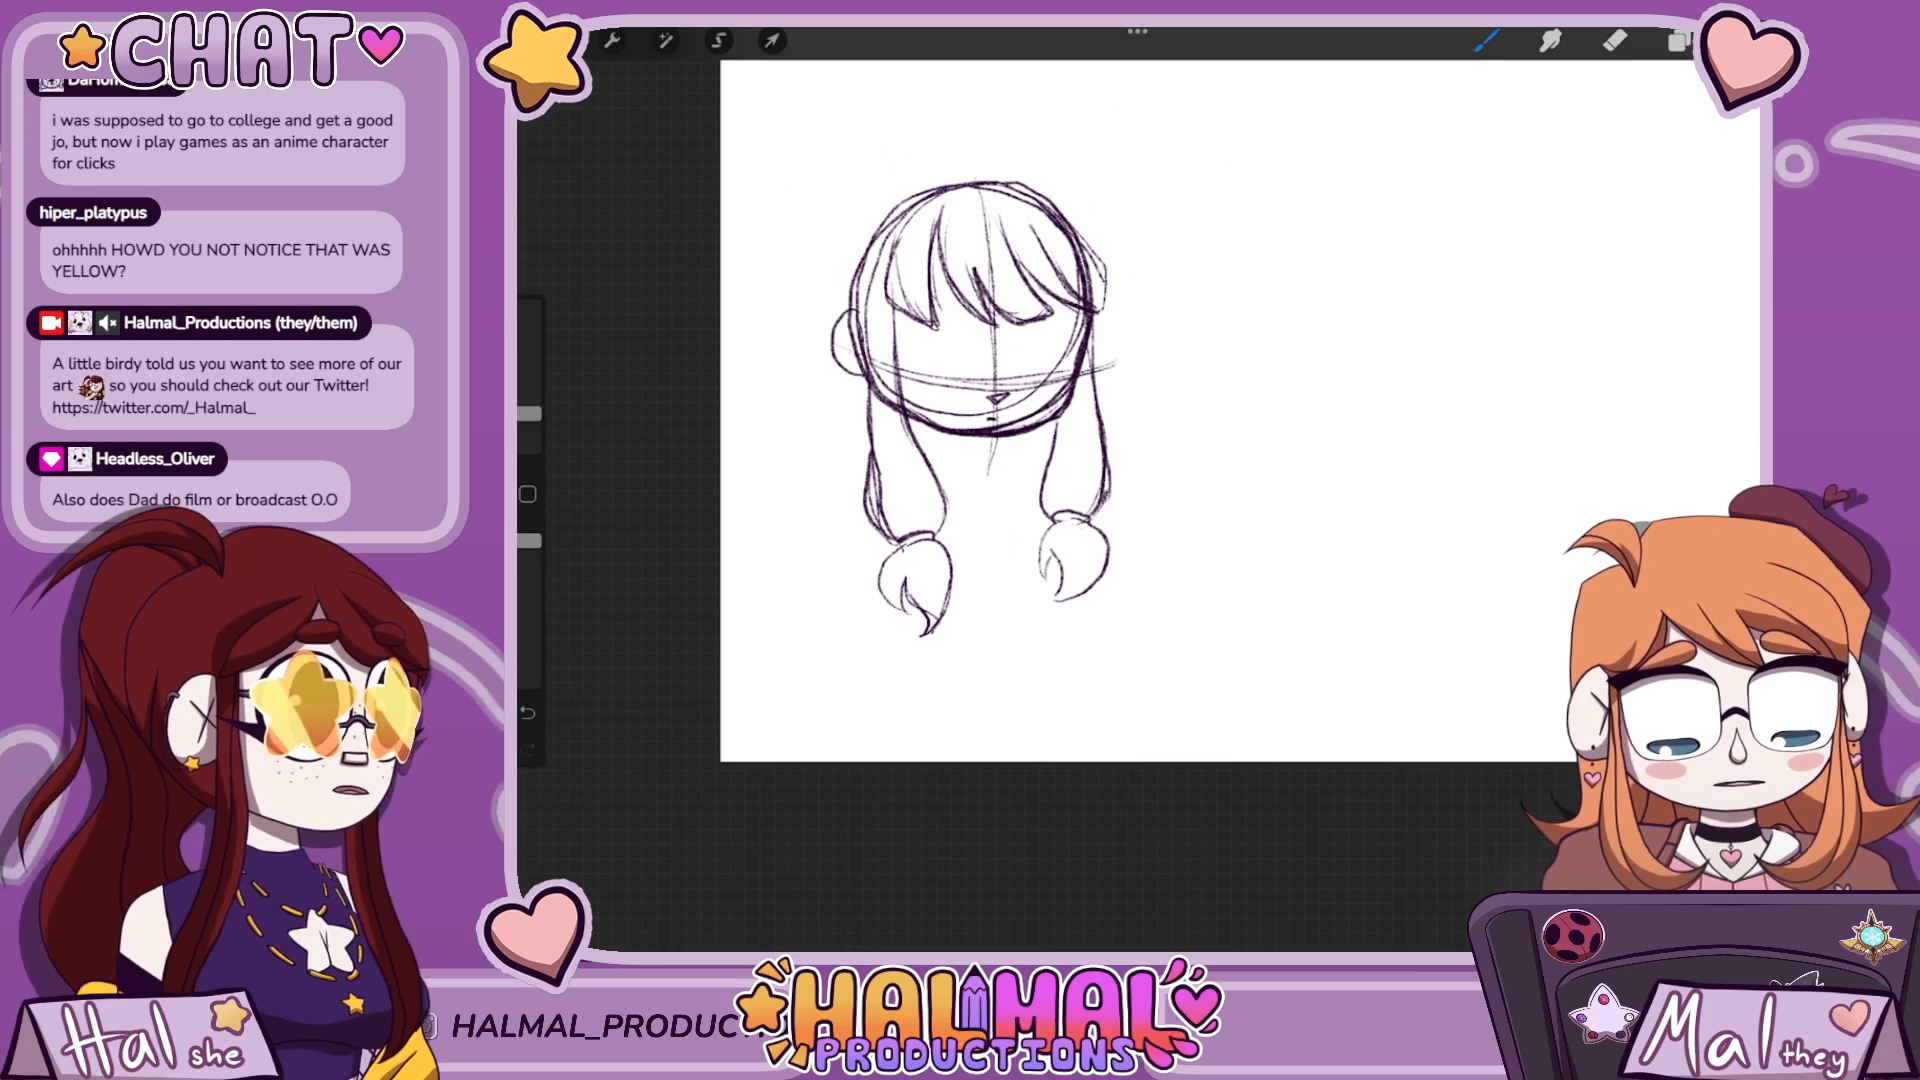 CHAT
i was supposed to go to college and get a good
jo, but now i play games as an anime character
for clicks
hiper_platypus
ohhhhh HOWD YOU NOT NOTICE THAT WAS
YELLOW?
Halmal_Productions (they/them)
A little birdy told us you want to see more of our
art so you should check out our Twitter!
https://twitter.com/_Halmal_
Headless_Oliver
Also does Dad do film or broadcast O.O
Hal she
HALMAL_PRODUC
HALMAL
PRODUCTIONS
Mal they